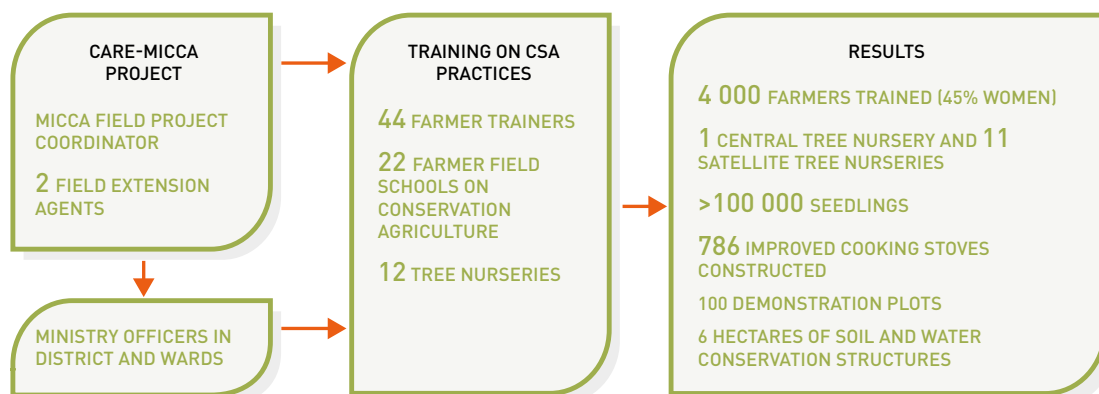 CARE-MICCA
PROJECT
MICCA FIELD PROJECT
COORDINATOR
2 FIELD EXTENSION
AGENTS
MINISTRY OFFICERS IN
DISTRICT AND WARDS
TRAINING ON CSA
PRACTICES
44 FARMER TRAINERS
22 FARMER FIELD
SCHOOLS ON
CONSERVATION
AGRICULTURE
12 TREE NURSERIES
RESULTS
4 000 FARMERS TRAINED (45% WOMEN)
1 CENTRAL TREE NURSERY AND 11
SATELLITE TREE NURSERIES
>100 000 SEEDLINGS
786 IMPROVED COOKING STOVES
CONSTRUCTED
100 DEMONSTRATION PLOTS
6 HECTARES OF SOIL AND WATER
CONSERVATION STRUCTURES